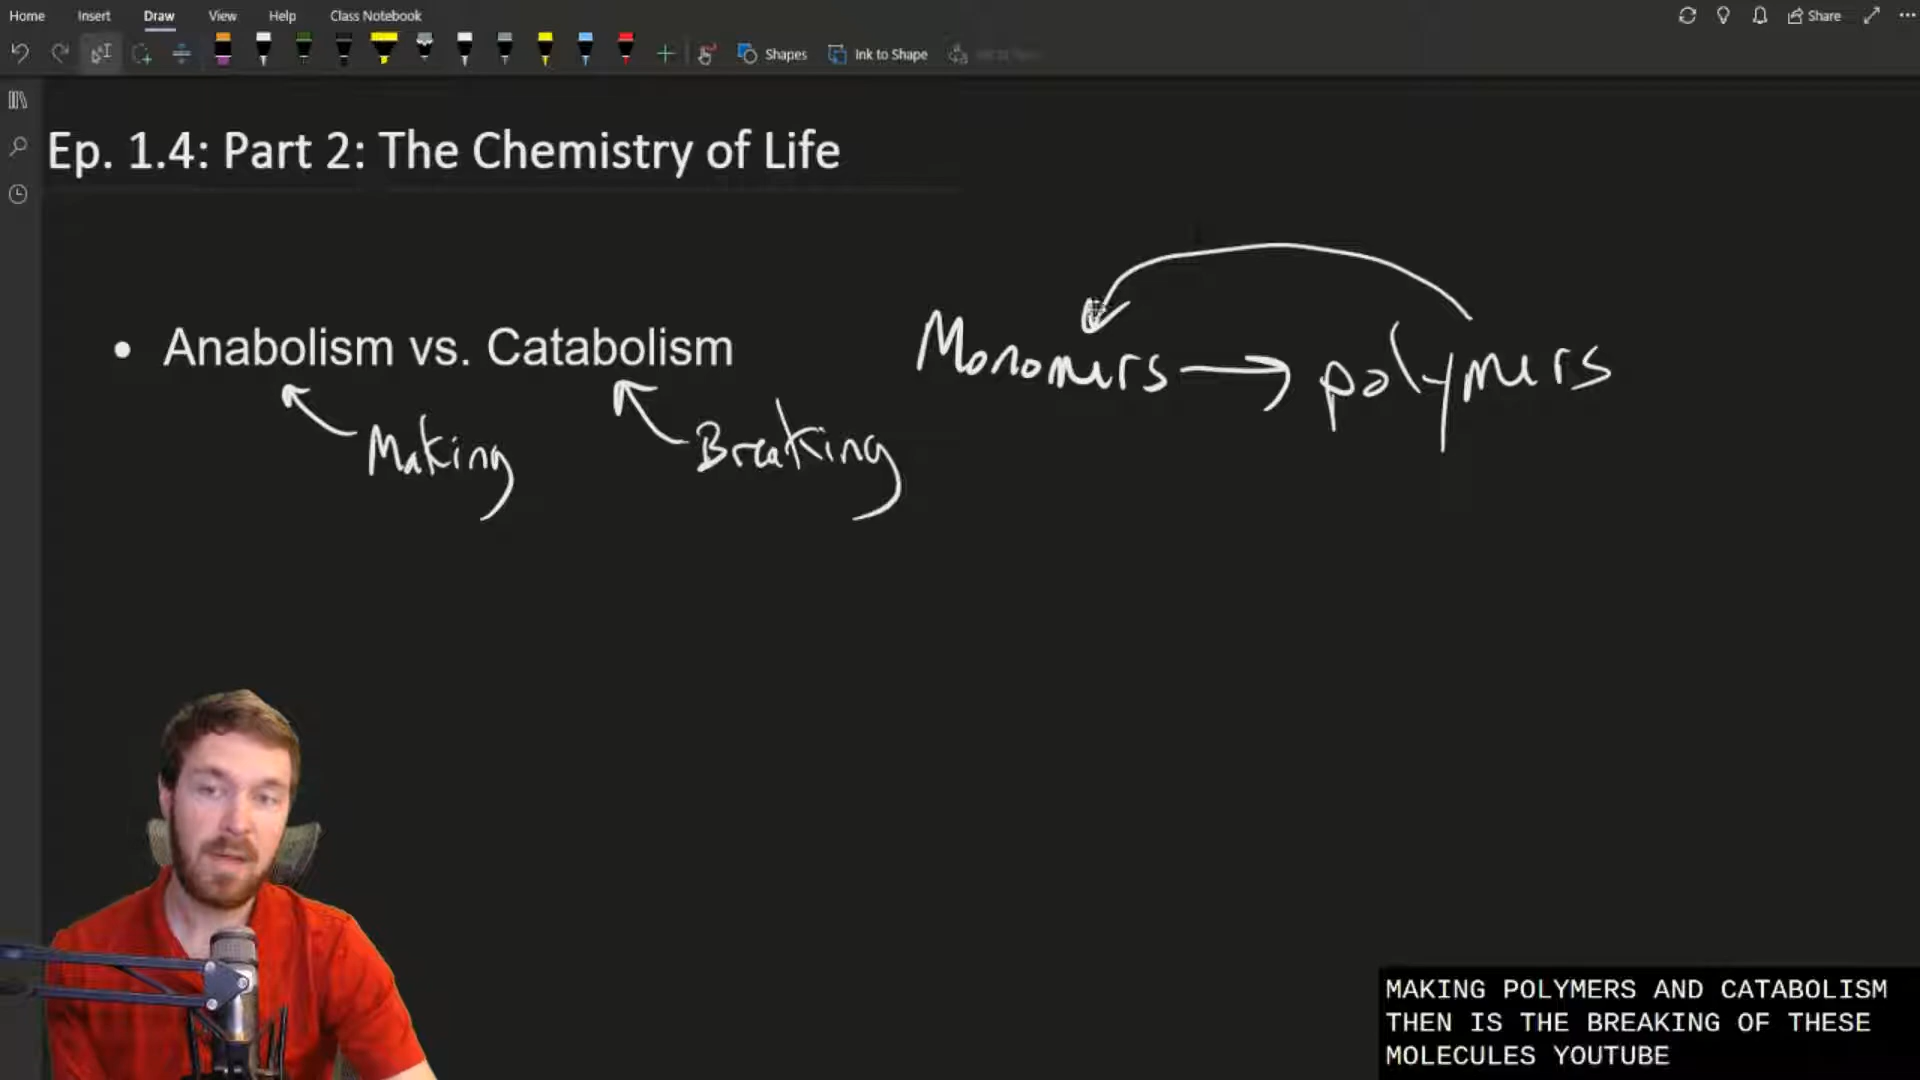 Home Insert Draw View Help Class Notebook Share
Shapes Ink to Shape
Ep. 1.4: Part 2: The Chemistry of Life
• Anabolism vs. Catabolism
Monomers → polymers
Making Breaking
MAKING POLYMERS AND CATABOLISM
THEN IS THE BREAKING OF THESE
MOLECULES YOUTUBE